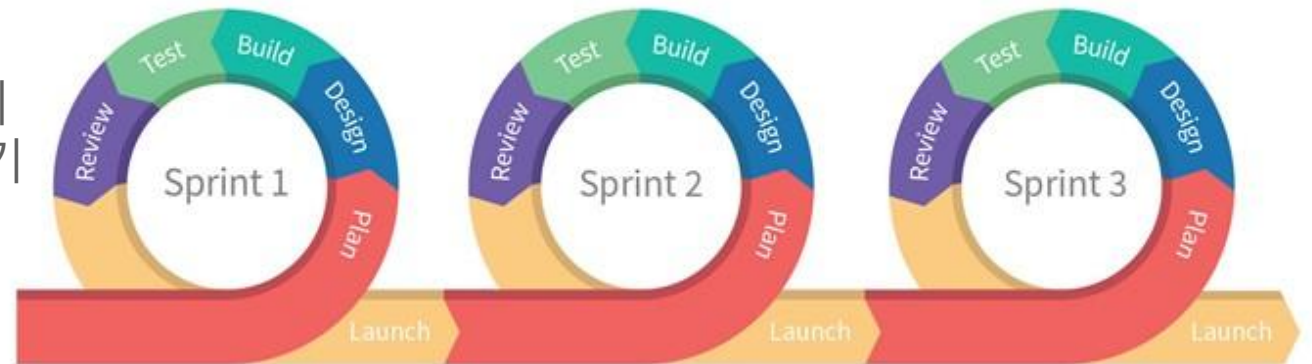 Test
Build
Design
Review
Plan
Sprint 1
Launch
Test
Build
Design
Review
Plan
Sprint 2
Launch
Test
Build
Design
Review
Plan
Sprint 3
Launch